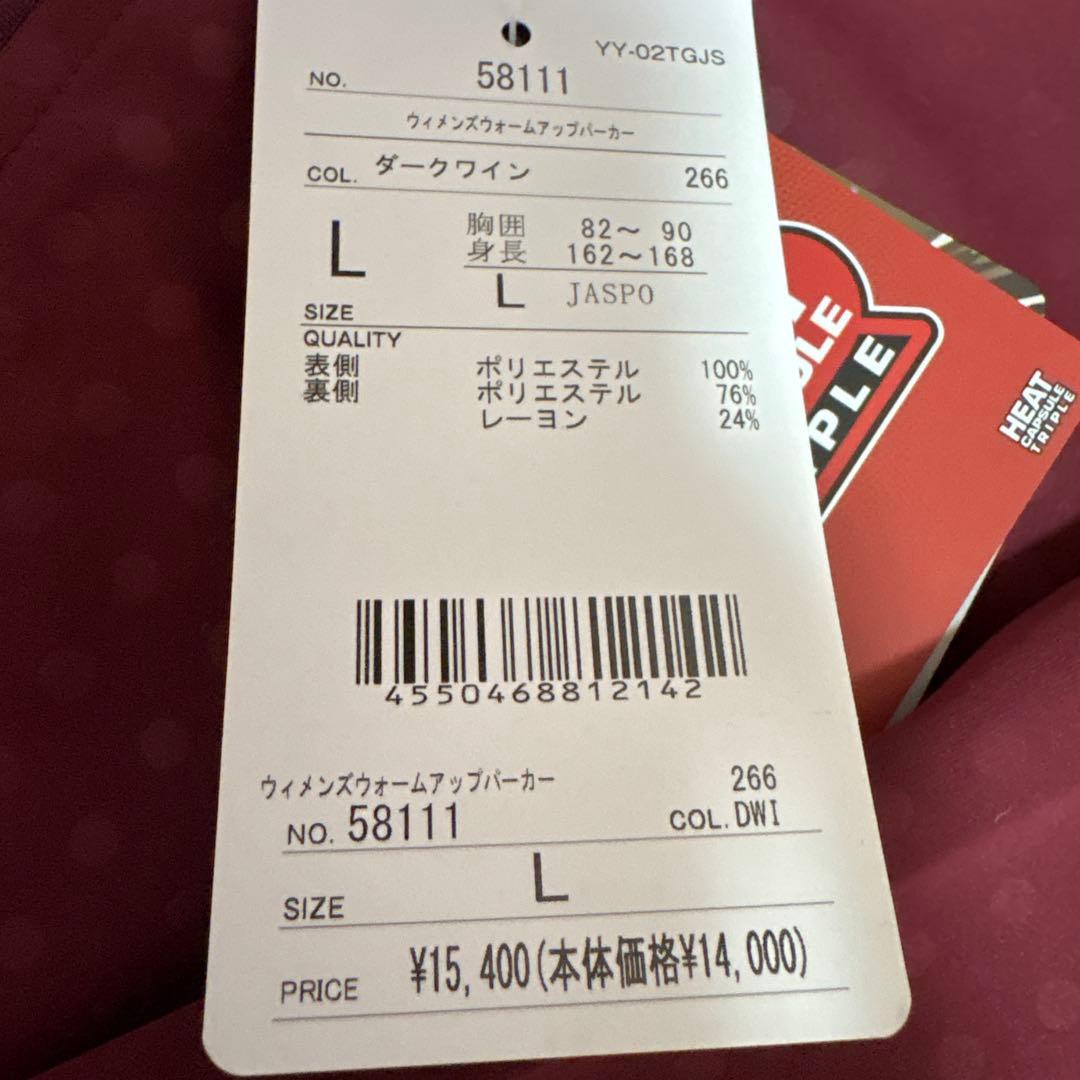 YY-02TGJS
NO. 58111
ウィメンズウォームアップパーカー
COL. ダークワイン 266
L 胸囲 82～ 90
身長 162～168
SIZE L JASPO
QUALITY
表側 ポリエステル 100%
裏側 ポリエステル 76%
レーヨン 24%
4550468812142
ウィメンズウォームアップパーカー 266
NO. 58111 COL. DWI
SIZE L
PRICE ¥15,400(本体価格¥14,000)
HEAT
CAPSULE
TRIPLE